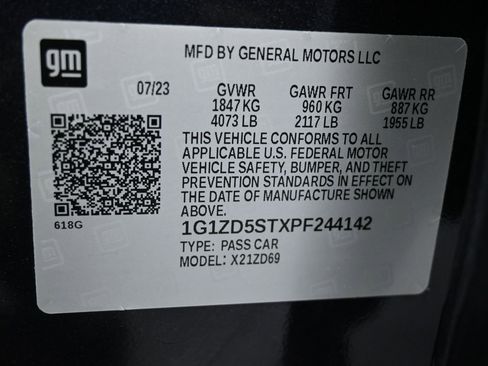 gm
MFD BY GENERAL MOTORS LLC
07/23 GVWR GAWR FRT GAWR RR
1847 KG 960 KG 887 KG
4073 LB 2117 LB 1955 LB
THIS VEHICLE CONFORMS TO ALL
APPLICABLE U.S. FEDERAL MOTOR
VEHICLE SAFETY, BUMPER, AND THEFT
PREVENTION STANDARDS IN EFFECT ON
THE DATE OF MANUFACTURE SHOWN
ABOVE.
618G
1G1ZD5STXPF244142
TYPE: PASS CAR
MODEL: X21ZD69